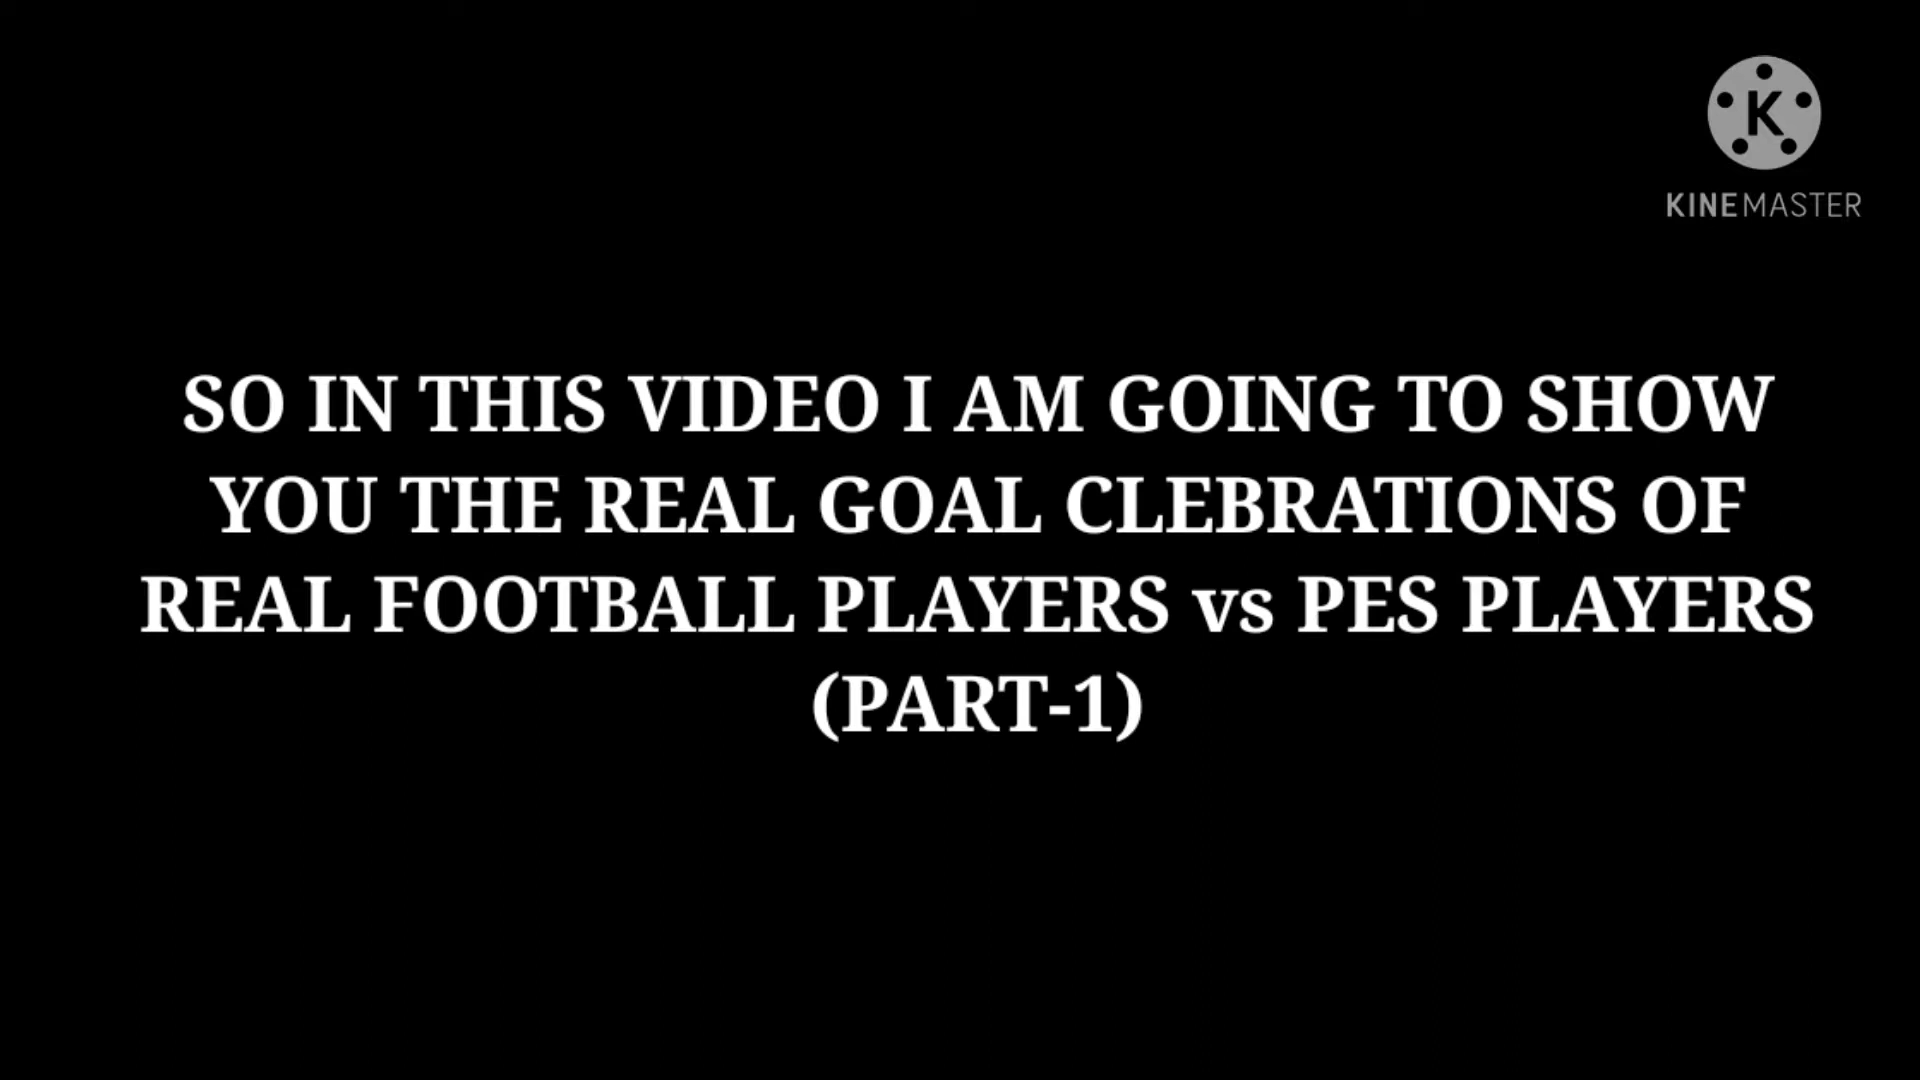 K
KINEMASTER
SO IN THIS VIDEO I AM GOING TO SHOW
YOU THE REAL GOAL CLEBRATIONS OF
REAL FOOTBALL PLAYERS vs PES PLAYERS
(PART-1)